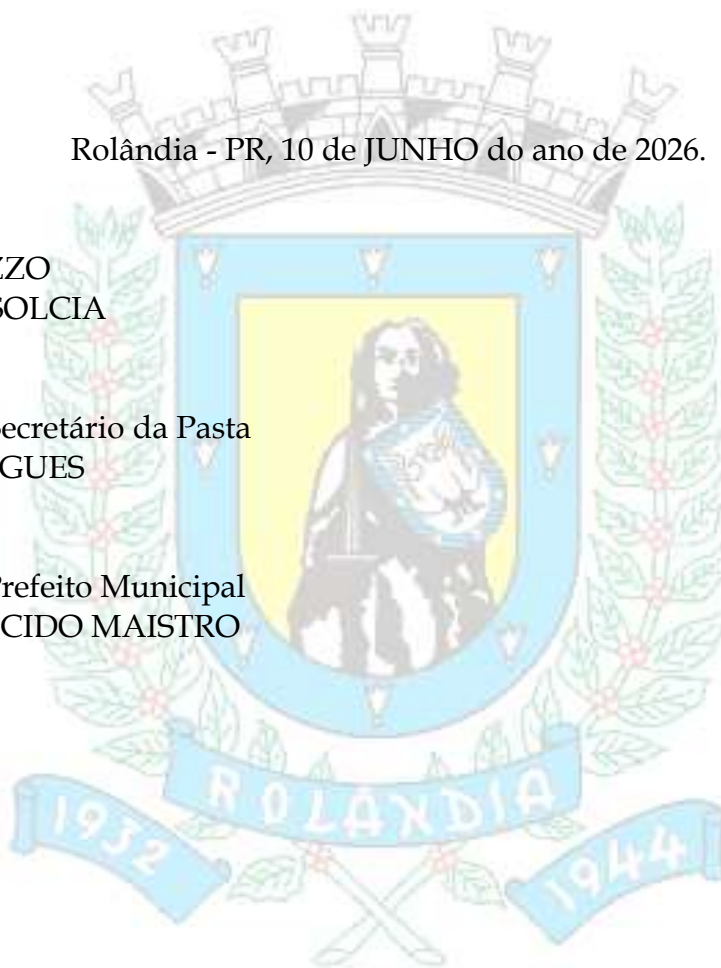 Rolândia - PR, 10 de JUNHO do ano de 2026.
ZZO
SOLCIA
Secretário da Pasta
GUES
Prefeito Municipal
CIDO MAISTRO
ROLÂNDIA
1932
1944